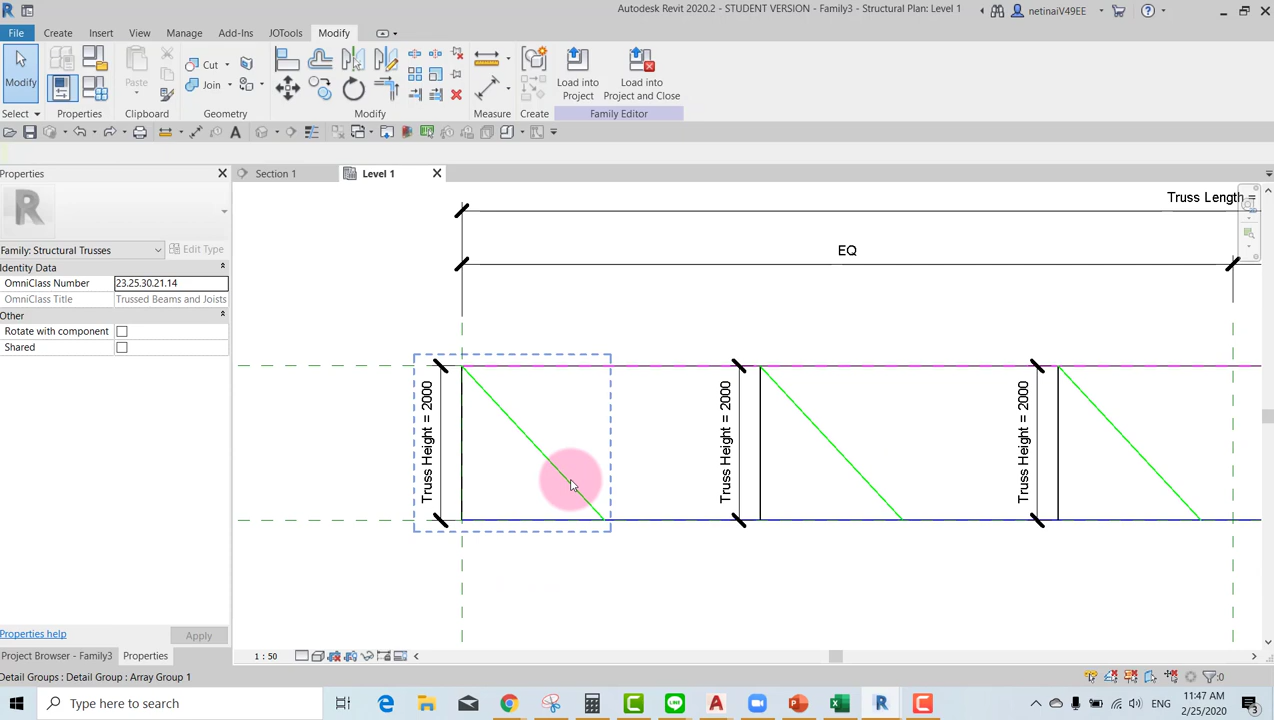 Autodesk Revit 2020.2 - STUDENT VERSION - Family3 - Structural Plan: Level 1
netinaiV49EE
File Create Insert View Manage Add-Ins JOTools Modify
Modify
Paste
Cut
Join
Load into Project
Load into Project and Close
Select Properties Clipboard Geometry Modify Measure Create Family Editor
Properties
Section 1
Level 1
Family: Structural Trusses
Edit Type
Identity Data
OmniClass Number 23.25.30.21.14
OmniClass Title Trussed Beams and Joists
Other
Rotate with component
Shared
Truss Length =
EQ
Truss Height = 2000
Truss Height = 2000
Truss Height = 2000
Properties help
Apply
Project Browser - Family3 Properties
1 : 50
Detail Groups : Detail Group : Array Group 1
:0
Type here to search
ENG
11:47 AM
2/25/2020
3